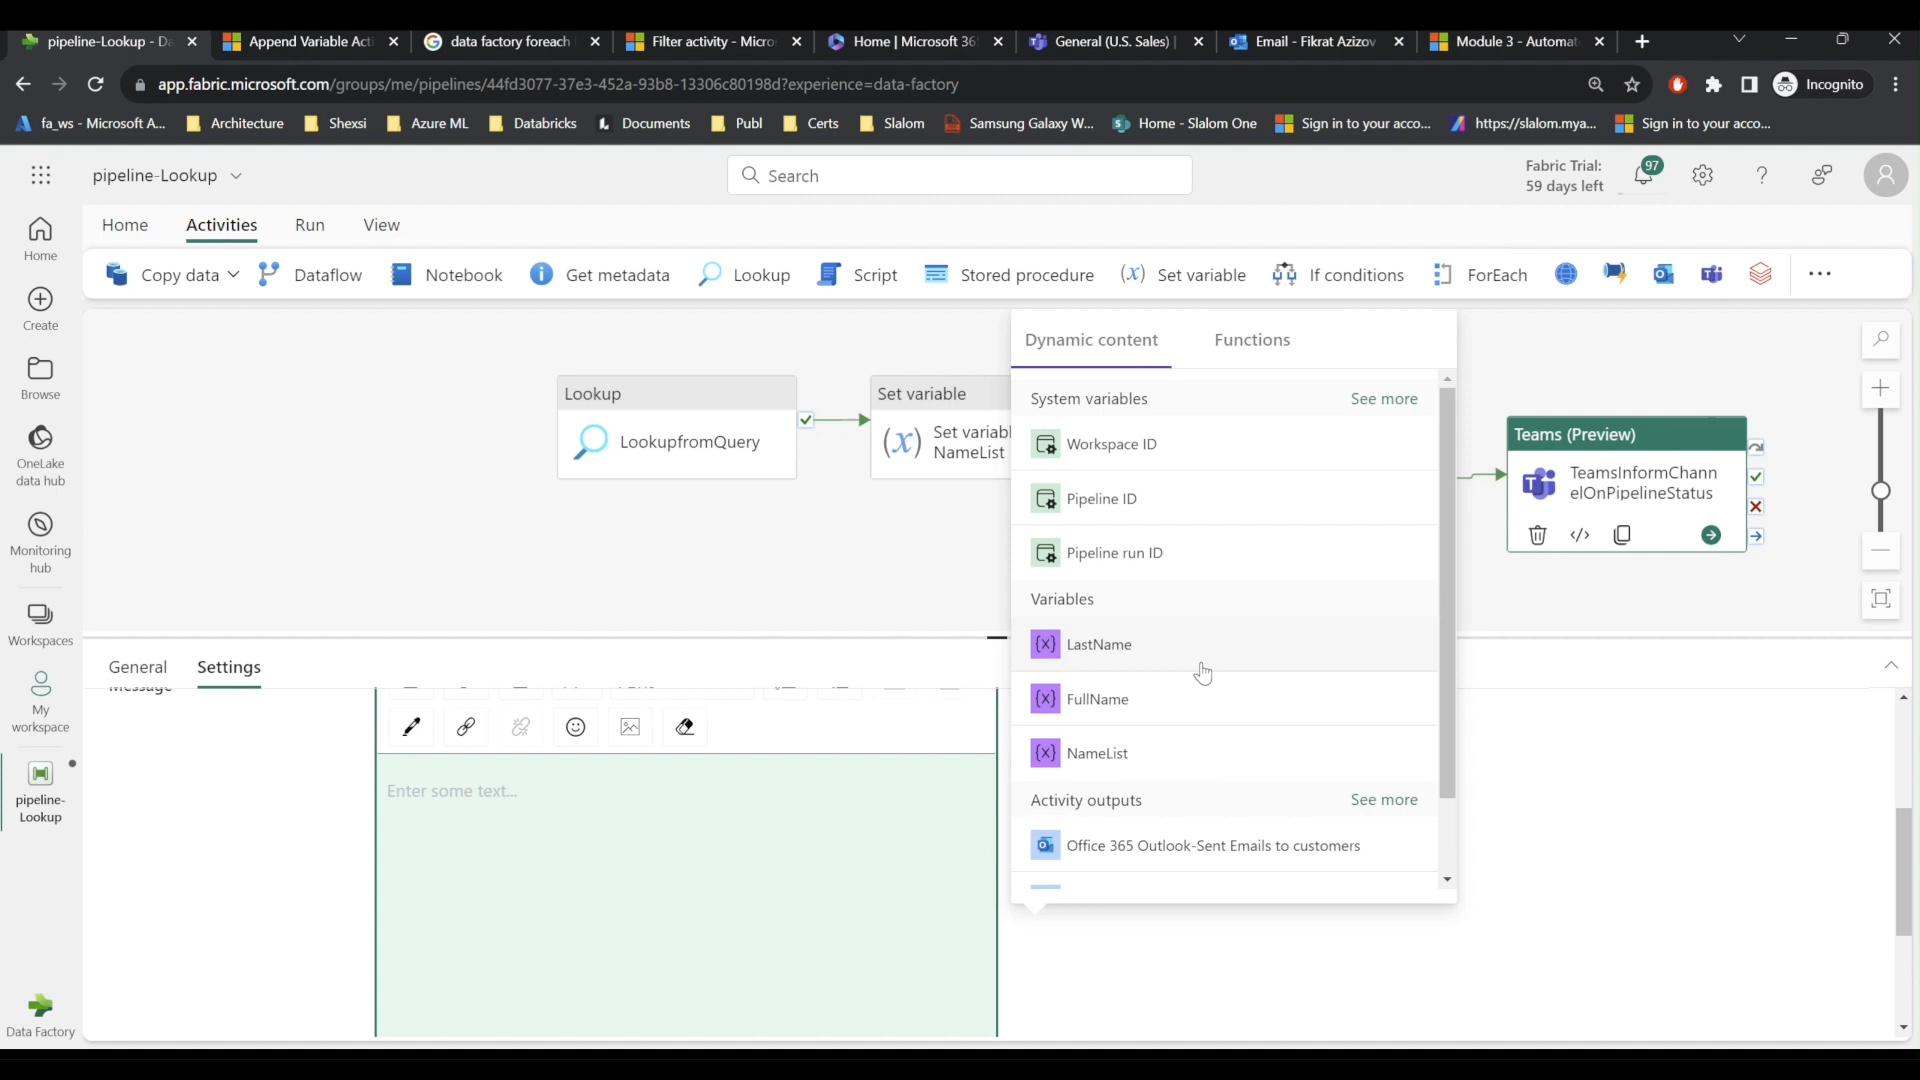 pipeline-Lookup - Da
Append Variable Acti
data factory foreach
Filter activity - Micro
Home | Microsoft 36
General (U.S. Sales) |
Email - Fikrat Azizov
Module 3 - Automat
app.fabric.microsoft.com/groups/me/pipelines/44fd3077-37e3-452a-93b8-13306c80198d?experience=data-factory
Incognito
fa_ws - Microsoft A...
Architecture
Shexsi
Azure ML
Databricks
Documents
Publ
Certs
Slalom
Samsung Galaxy W...
Home - Slalom One
Sign in to your acco...
https://slalom.mya...
Sign in to your acco...
pipeline-Lookup
Search
Fabric Trial:
59 days left
97
Home
Activities
Run
View
Copy data
Dataflow
Notebook
Get metadata
Lookup
Script
Stored procedure
Set variable
If conditions
ForEach
Home
Create
Browse
OneLake
data hub
Monitoring
hub
Workspaces
My
workspace
pipeline-
Lookup
Data Factory
Lookup
LookupfromQuery
Set variable
Set variabl
NameList
Teams (Preview)
TeamsInformChann
elOnPipelineStatus
Dynamic content
Functions
System variables
See more
Workspace ID
Pipeline ID
Pipeline run ID
Variables
LastName
FullName
NameList
Activity outputs
See more
Office 365 Outlook-Sent Emails to customers
General
Settings
Message
Enter some text...